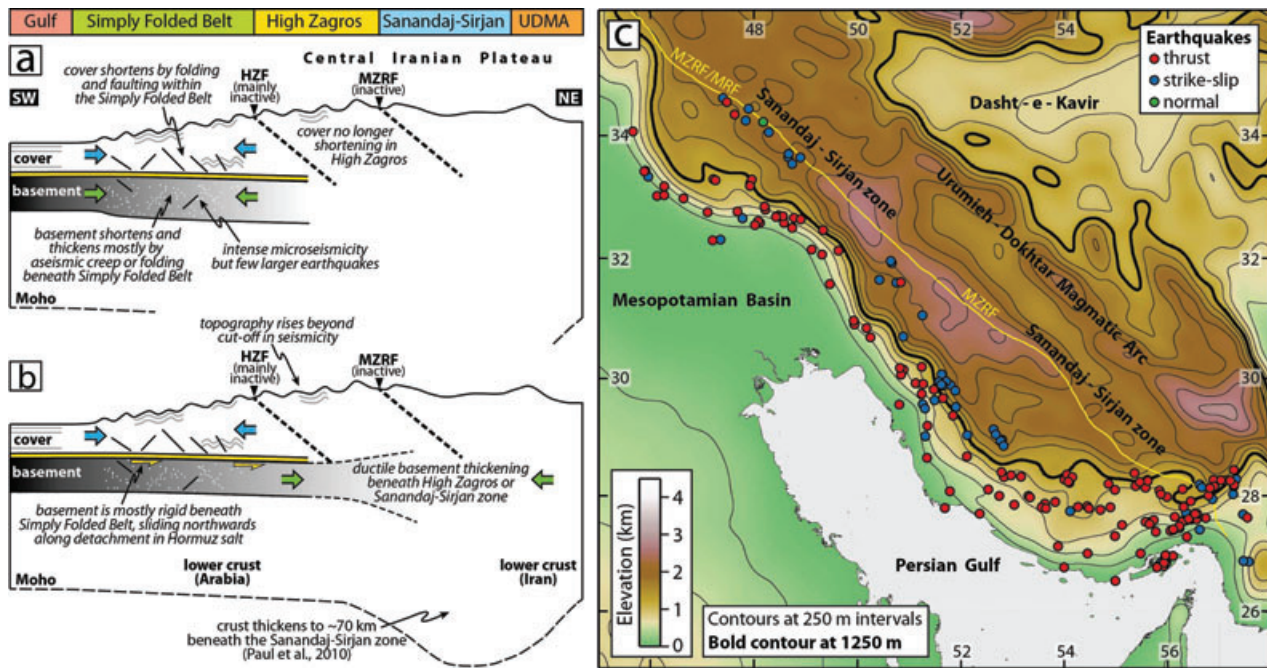 Gulf
Simply Folded Belt
High Zagros
Sanandaj-Sirjan
UDMA
a
SW
NE
Central Iranian Plateau
cover shortens by folding
and faulting within
the Simply Folded Belt
HZF
(mainly
inactive)
MZRF
(inactive)
cover no longer
shortening in
High Zagros
cover
basement
basement shortens and
thickens mostly by
aseismic creep or folding
beneath Simply Folded Belt
intense microseismicity
but few larger earthquakes
Moho
b
topography rises beyond
cut-off in seismicity
HZF
(mainly
inactive)
MZRF
(inactive)
cover
basement
ductile basement thickening
beneath High Zagros or
Sanandaj-Sirjan zone
basement is mostly rigid beneath
Simply Folded Belt, sliding northwards
along detachment in Hormuz salt
lower crust
(Arabia)
lower crust
(Iran)
Moho
crust thickens to ~70 km
beneath the Sanandaj-Sirjan zone
(Paul et al., 2010)
c
48
50
52
54
Earthquakes
thrust
strike-slip
normal
MZRF/MRF
Sanandaj - Sirjan zone
Dasht - e - Kavir
34
34
Urumieh - Dokhtar Magmatic Arc
32
32
Mesopotamian Basin
MZRF
Sanandaj - Sirjan zone
30
30
28
Persian Gulf
26
Elevation (km)
4
3
2
1
0
Contours at 250 m intervals
Bold contour at 1250 m
52
54
56